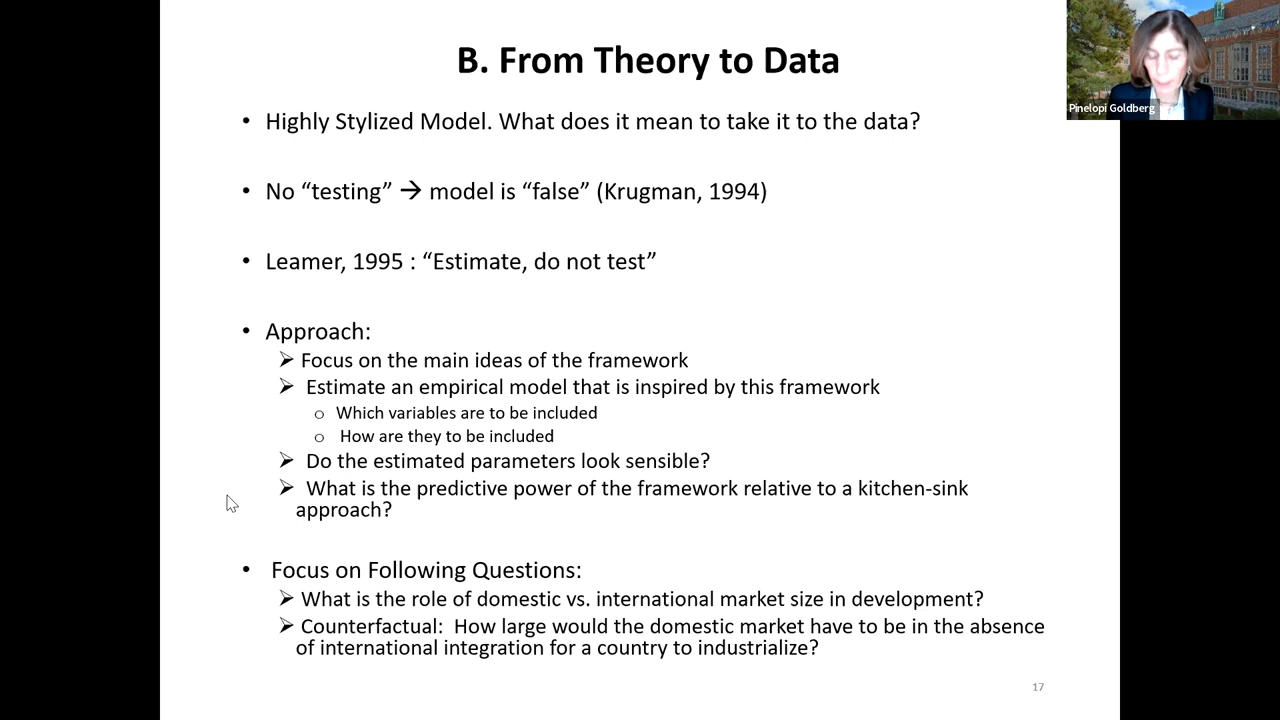 B. From Theory to Data
Pinelopi Goldberg
• Highly Stylized Model. What does it mean to take it to the data?
• No “testing” → model is “false” (Krugman, 1994)
• Leamer, 1995 : “Estimate, do not test”
• Approach:
➢ Focus on the main ideas of the framework
➢ Estimate an empirical model that is inspired by this framework
o Which variables are to be included
o How are they to be included
➢ Do the estimated parameters look sensible?
➢ What is the predictive power of the framework relative to a kitchen-sink
approach?
• Focus on Following Questions:
➢ What is the role of domestic vs. international market size in development?
➢ Counterfactual: How large would the domestic market have to be in the absence
of international integration for a country to industrialize?
17